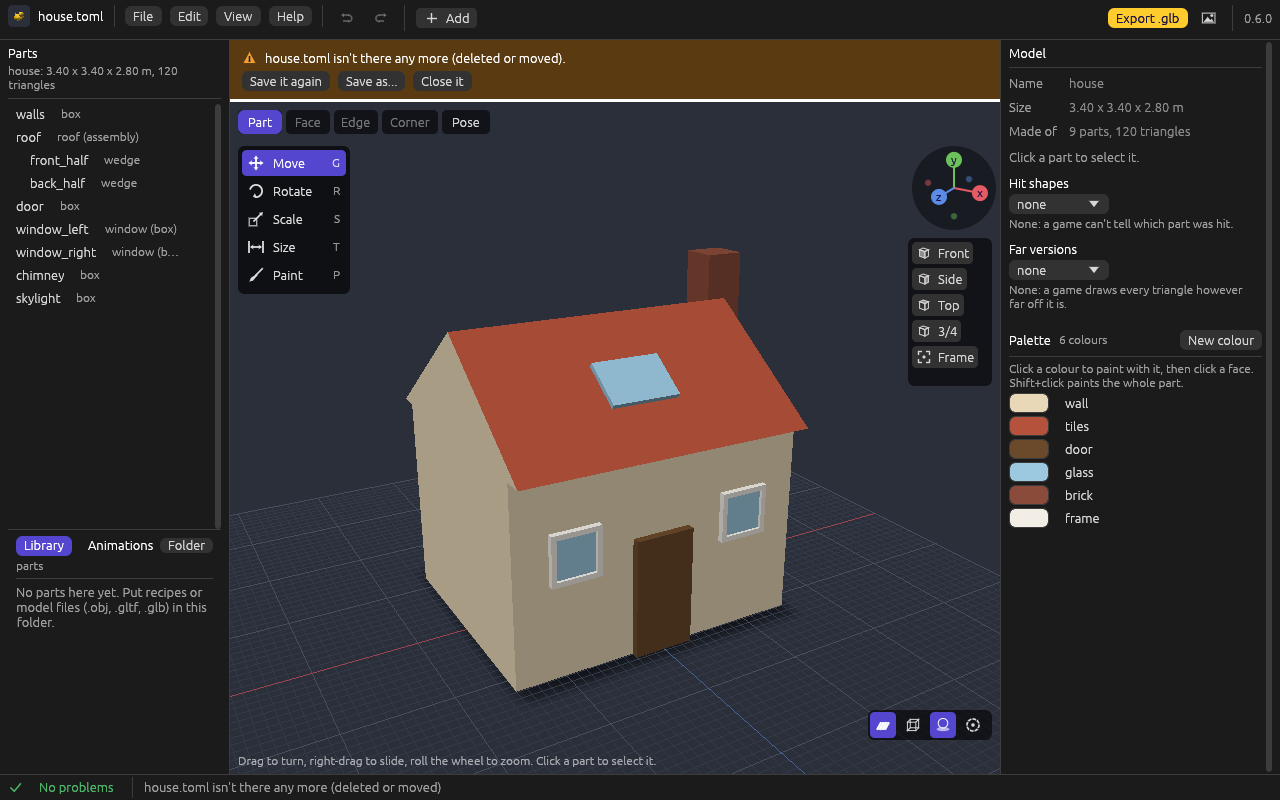 house.toml
File
Edit
View
Help
Add
Export .glb
0.6.0
Parts
house: 3.40 x 3.40 x 2.80 m, 120
triangles
walls box
roof roof (assembly)
front_half wedge
back_half wedge
door box
window_left window (box)
window_right window (b...
chimney box
skylight box
Library
Animations
Folder
parts
No parts here yet. Put recipes or
model files (.obj, .gltf, .glb) in this
folder.
house.toml isn't there any more (deleted or moved).
Save it again
Save as...
Close it
Part
Face
Edge
Corner
Pose
Move G
Rotate R
Scale S
Size T
Paint P
y
x
z
Front
Side
Top
3/4
Frame
Drag to turn, right-drag to slide, roll the wheel to zoom. Click a part to select it.
Model
Name house
Size 3.40 x 3.40 x 2.80 m
Made of 9 parts, 120 triangles
Click a part to select it.
Hit shapes
none
None: a game can't tell which part was hit.
Far versions
none
None: a game draws every triangle however
far off it is.
Palette 6 colours
New colour
Click a colour to paint with it, then click a face.
Shift+click paints the whole part.
wall
tiles
door
glass
brick
frame
No problems
house.toml isn't there any more (deleted or moved)